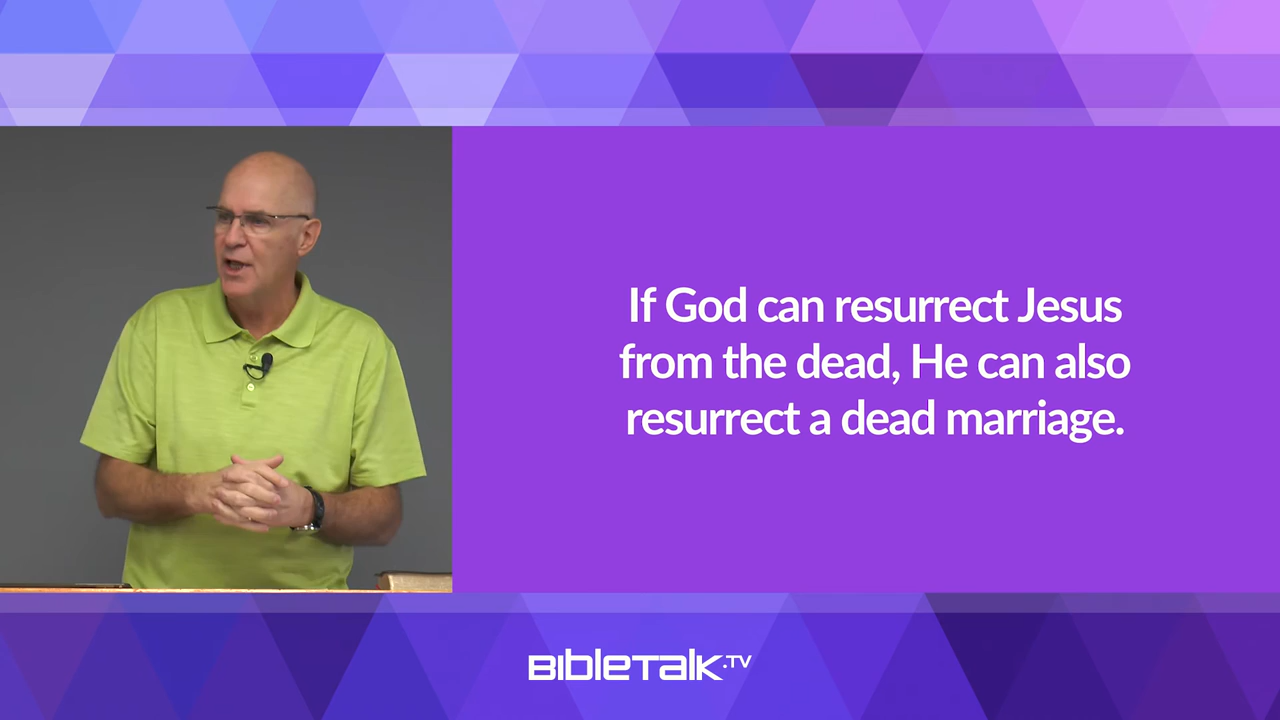 If God can resurrect Jesus
from the dead, He can also
resurrect a dead marriage.
BibleTalk.TV